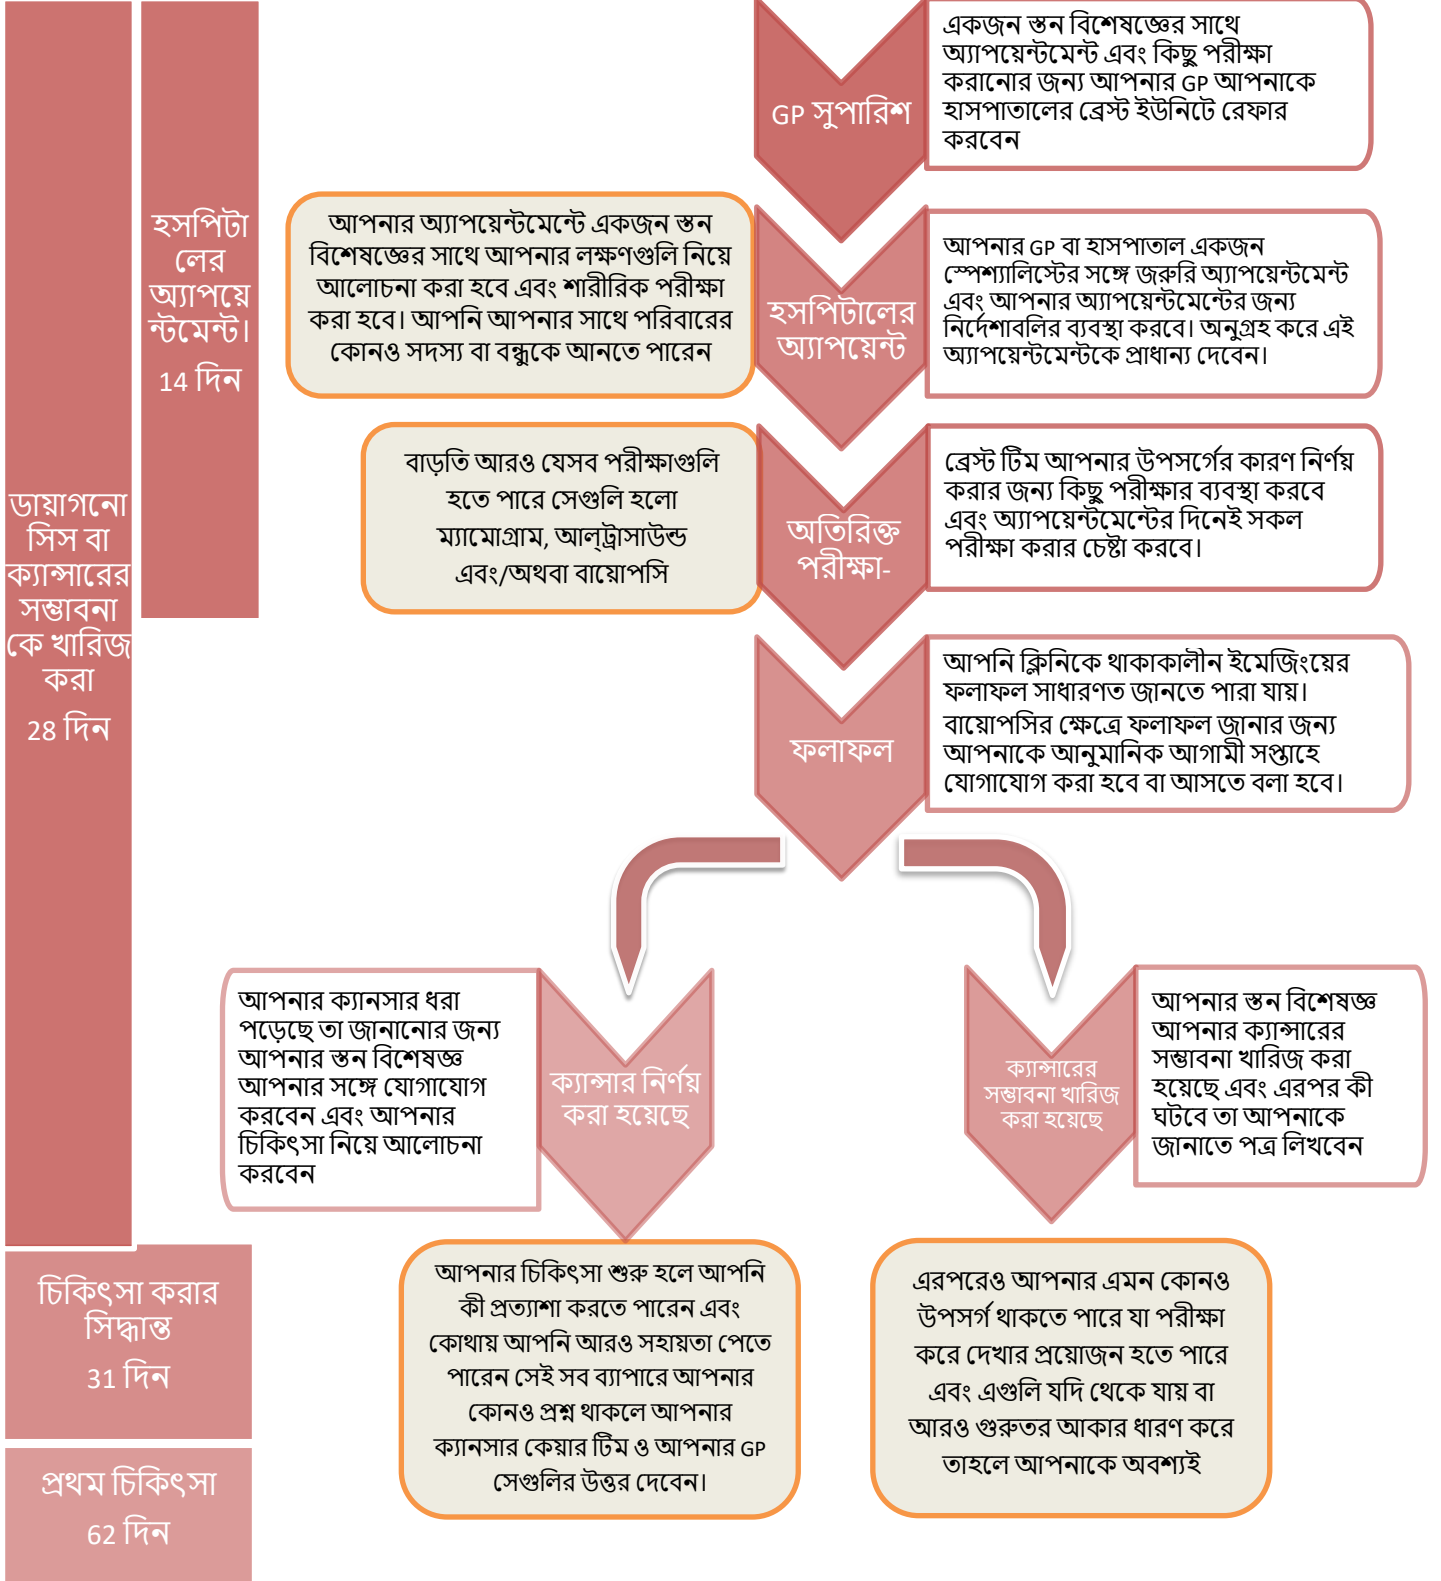 একজন স্তন বিশেষজ্ঞের সাথে
অ্যাপয়েন্টমেন্ট এবং কিছু পরীক্ষা
করানোর জন্য আপনার GP আপনাকে
হাসপাতালের ব্রেস্ট ইউনিটে রেফার
করবেন
GP সুপারিশ
হসপিটা
লের
অ্যাপয়ে
ন্টমেন্ট।
14 দিন
আপনার অ্যাপয়েন্টমেন্টে একজন স্তন
বিশেষজ্ঞের সাথে আপনার লক্ষণগুলি নিয়ে
আলোচনা করা হবে এবং শারীরিক পরীক্ষা
করা হবে। আপনি আপনার সাথে পরিবারের
কোনও সদস্য বা বন্ধুকে আনতে পারেন
হসপিটালের
অ্যাপয়েন্ট
আপনার GP বা হাসপাতাল একজন
স্পেশ্যালিস্টের সঙ্গে জরুরি অ্যাপয়েন্টমেন্ট
এবং আপনার অ্যাপয়েন্টমেন্টের জন্য
নির্দেশাবলির ব্যবস্থা করবে। অনুগ্রহ করে এই
অ্যাপয়েন্টমেন্টকে প্রাধান্য দেবেন।
বাড়তি আরও যেসব পরীক্ষাগুলি
হতে পারে সেগুলি হলো
ম্যামোগ্রাম, আল্ট্রাসাউন্ড
এবং/অথবা বায়োপসি
অতিরিক্ত
পরীক্ষা-
ব্রেস্ট টিম আপনার উপসর্গের কারণ নির্ণয়
করার জন্য কিছু পরীক্ষার ব্যবস্থা করবে
এবং অ্যাপয়েন্টমেন্টের দিনেই সকল
পরীক্ষা করার চেষ্টা করবে।
ডায়াগনো
সিস বা
ক্যান্সারের
সম্ভাবনা
কে খারিজ
করা
28 দিন
ফলাফল
আপনি ক্লিনিকে থাকাকালীন ইমেজিংয়ের
ফলাফল সাধারণত জানতে পারা যায়।
বায়োপসির ক্ষেত্রে ফলাফল জানার জন্য
আপনাকে আনুমানিক আগামী সপ্তাহে
যোগাযোগ করা হবে বা আসতে বলা হবে।
আপনার ক্যানসার ধরা
পড়েছে তা জানানোর জন্য
আপনার স্তন বিশেষজ্ঞ
আপনার সঙ্গে যোগাযোগ
করবেন এবং আপনার
চিকিৎসা নিয়ে আলোচনা
করবেন
ক্যান্সার নির্ণয়
করা হয়েছে
ক্যান্সারের
সম্ভাবনা খারিজ
করা হয়েছে
আপনার স্তন বিশেষজ্ঞ
আপনার ক্যান্সারের
সম্ভাবনা খারিজ করা
হয়েছে এবং এরপর কী
ঘটবে তা আপনাকে
জানাতে পত্র লিখবেন
চিকিৎসা করার
সিদ্ধান্ত
31 দিন
আপনার চিকিৎসা শুরু হলে আপনি
কী প্রত্যাশা করতে পারেন এবং
কোথায় আপনি আরও সহায়তা পেতে
পারেন সেই সব ব্যাপারে আপনার
কোনও প্রশ্ন থাকলে আপনার
ক্যানসার কেয়ার টিম ও আপনার GP
সেগুলির উত্তর দেবেন।
এরপরেও আপনার এমন কোনও
উপসর্গ থাকতে পারে যা পরীক্ষা
করে দেখার প্রয়োজন হতে পারে
এবং এগুলি যদি থেকে যায় বা
আরও গুরুতর আকার ধারণ করে
তাহলে আপনাকে অবশ্যই
প্রথম চিকিৎসা
62 দিন